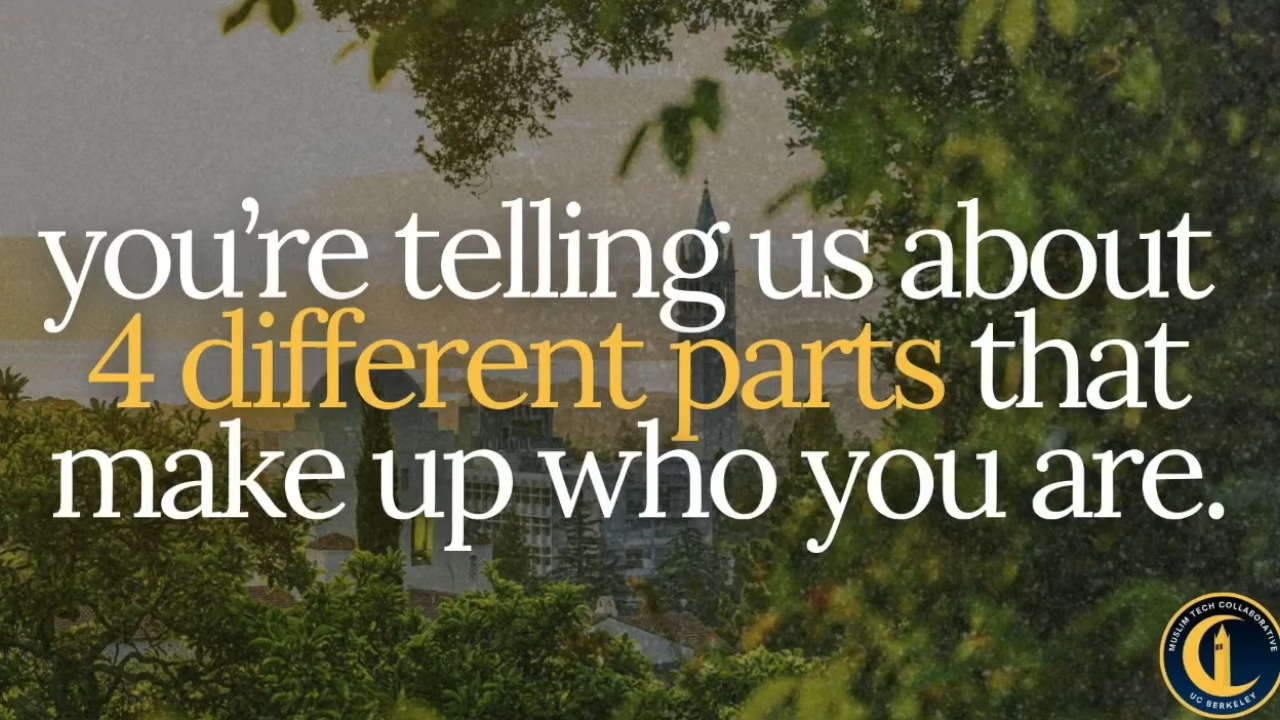 you’re telling us about
4 different parts that
make up who you are.
MUSLIM TECH COLLABORATIVE
UC BERKELEY